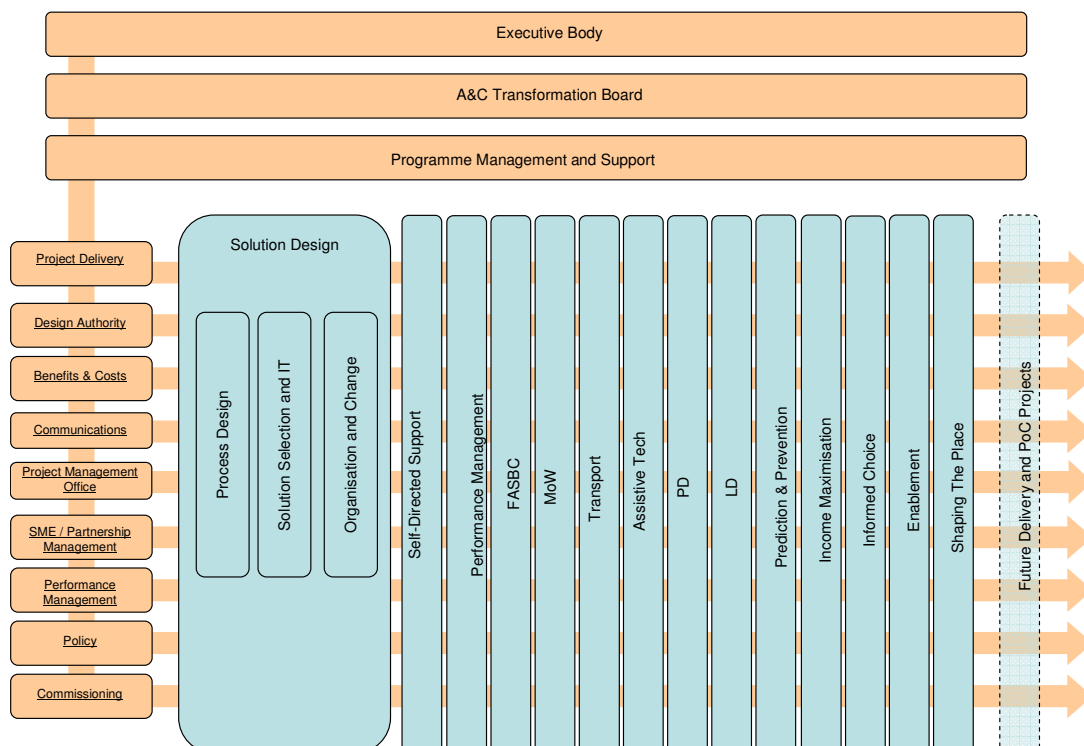 Executive Body
A&C Transformation Board
Programme Management and Support
Solution Design
Project Delivery
Design Authority
Benefits & Costs
Communications
Project Management
Office
SME / Partnership
Management
Performance
Management
Policy
Commissioning
Process Design
Solution Selection and IT
Organisation and Change
Self-Directed Support
Performance Management
FASBC
MoW
Transport
Assistive Tech
PD
LD
Prediction & Prevention
Income Maximisation
Informed Choice
Enablement
Shaping The Place
Future Delivery and PoC Projects